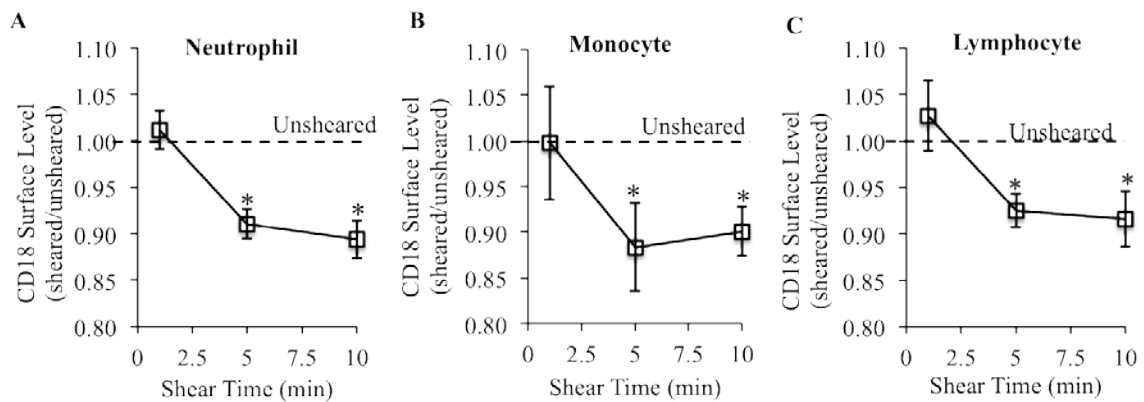 A
Neutrophil
CD18 Surface Level
(sheared/unsheared)
1.10
1.05
1.00
0.95
0.90
0.85
0.80
Unsheared
*
*
0
2.5
5
7.5
10
Shear Time (min)
B
Monocyte
CD18 Surface Level
(sheared/unsheared)
1.10
1.05
1.00
0.95
0.90
0.85
0.80
Unsheared
*
*
0
2.5
5
7.5
10
Shear Time (min)
C
Lymphocyte
CD18 Surface Level
(sheared/unsheared)
1.10
1.05
1.00
0.95
0.90
0.85
0.80
Unsheared
*
*
0
2.5
5
7.5
10
Shear Time (min)